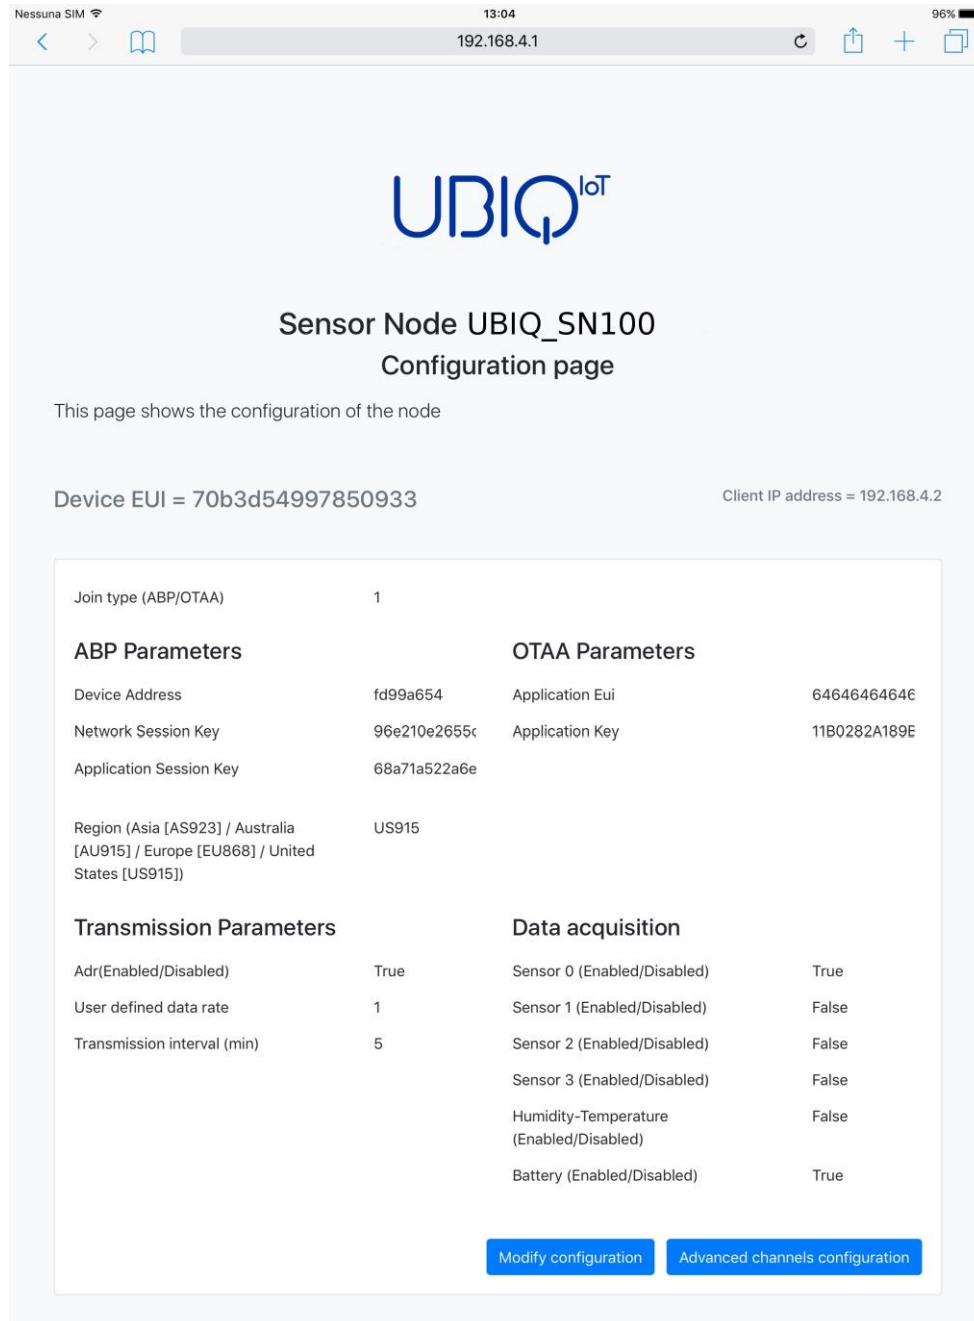 Nessuna SIM 13:04 96%
192.168.4.1
UBIQ IoT
Sensor Node UBIQ_SN100
Configuration page
This page shows the configuration of the node
Device EUI = 70b3d54997850933 Client IP address = 192.168.4.2
Join type (ABP/OTAA) 1
ABP Parameters OTAA Parameters
Device Address fd99a654 Application Eui 64646464646
Network Session Key 96e210e2655c Application Key 11B0282A189E
Application Session Key 68a71a522a6e
Region (Asia [AS923] / Australia US915
[AU915] / Europe [EU868] / United
States [US915])
Transmission Parameters Data acquisition
Adr(Enabled/Disabled) True Sensor 0 (Enabled/Disabled) True
User defined data rate 1 Sensor 1 (Enabled/Disabled) False
Transmission interval (min) 5 Sensor 2 (Enabled/Disabled) False
Sensor 3 (Enabled/Disabled) False
Humidity-Temperature False
(Enabled/Disabled)
Battery (Enabled/Disabled) True
Modify configuration Advanced channels configuration